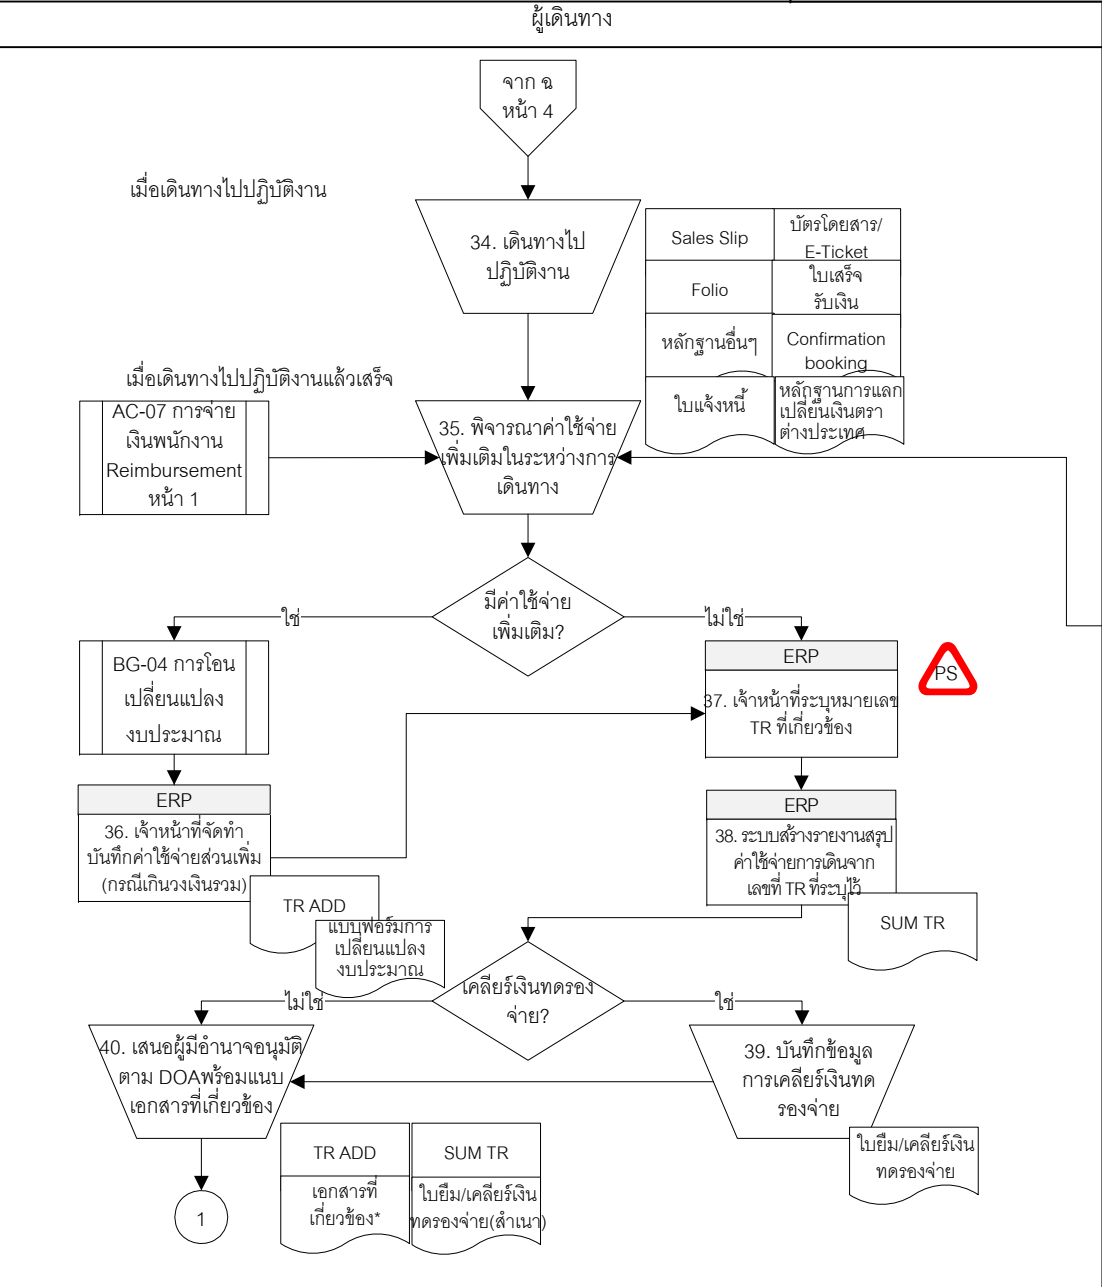 ผู้เดินทาง
จาก ฉ
หน้า 4
เมื่อเดินทางไปปฏิบัติงาน
34. เดินทางไป
ปฏิบัติงาน
Sales Slip
บัตรโดยสาร/
E-Ticket
Folio
ใบเสร็จ
รับเงิน
หลักฐานอื่นๆ
Confirmation
booking
ใบแจ้งหนี้
หลักฐานการแลก
เปลี่ยนเงินตรา
ต่างประเทศ
เมื่อเดินทางไปปฏิบัติงานแล้วเสร็จ
AC-07 การจ่าย
เงินพนักงาน
Reimbursement
หน้า 1
35. พิจารณาค่าใช้จ่าย
เพิ่มเติมในระหว่างการ
เดินทาง
มีค่าใช้จ่าย
เพิ่มเติม?
ใช่
ไม่ใช่
BG-04 การโอน
เปลี่ยนแปลง
งบประมาณ
ERP
37. เจ้าหน้าที่ระบุหมายเลข
TR ที่เกี่ยวข้อง
PS
ERP
36. เจ้าหน้าที่จัดทำ
บันทึกค่าใช้จ่ายส่วนเพิ่ม
(กรณีเกินวงเงินรวม)
TR ADD
แบบฟอร์มการ
เปลี่ยนแปลง
งบประมาณ
ERP
38. ระบบสร้างรายงานสรุป
ค่าใช้จ่ายการเดินจาก
เลขที่ TR ที่ระบุไว้
SUM TR
เคลียร์เงินทดรอง
จ่าย?
ไม่ใช่
ใช่
40. เสนอผู้มีอำนาจอนุมัติ
ตาม DOAพร้อมแนบ
เอกสารที่เกี่ยวข้อง
39. บันทึกข้อมูล
การเคลียร์เงินทด
รองจ่าย
ใบยืม/เคลียร์เงิน
ทดรองจ่าย
TR ADD
SUM TR
เอกสารที่
เกี่ยวข้อง*
ใบยืม/เคลียร์เงิน
ทดรองจ่าย(สำเนา)
1